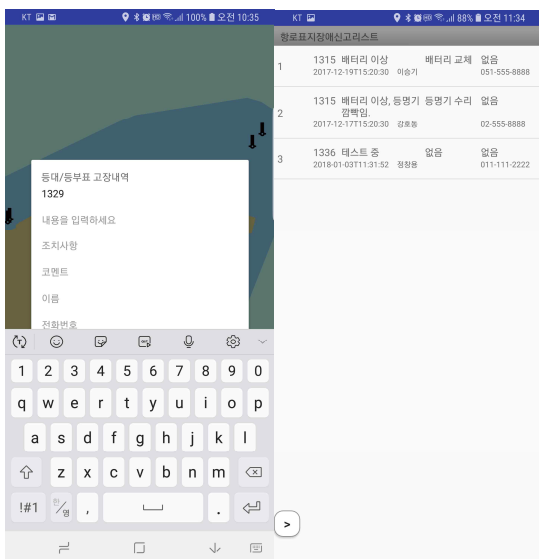 KT 100% 오전 10:35
등대/등부표 고장내역
1329
내용을 입력하세요
조치사항
코멘트
이름
전화번호
1 2 3 4 5 6 7 8 9 0
q w e r t y u i o p
a s d f g h j k l
z x c v b n m
!#1 한/영 , .
KT 88% 오전 11:34
항로표지장애신고리스트
1 1315 배터리 이상 배터리 교체 없음
2017-12-19T15:20:30 이승기 051-555-8888
2 1315 배터리 이상, 등명기 등명기 수리 없음
깜빡임.
2017-12-17T15:20:30 강호동 02-555-8888
3 1336 테스트 중 없음 없음
2018-01-03T11:31:52 정창용 011-111-2222
>